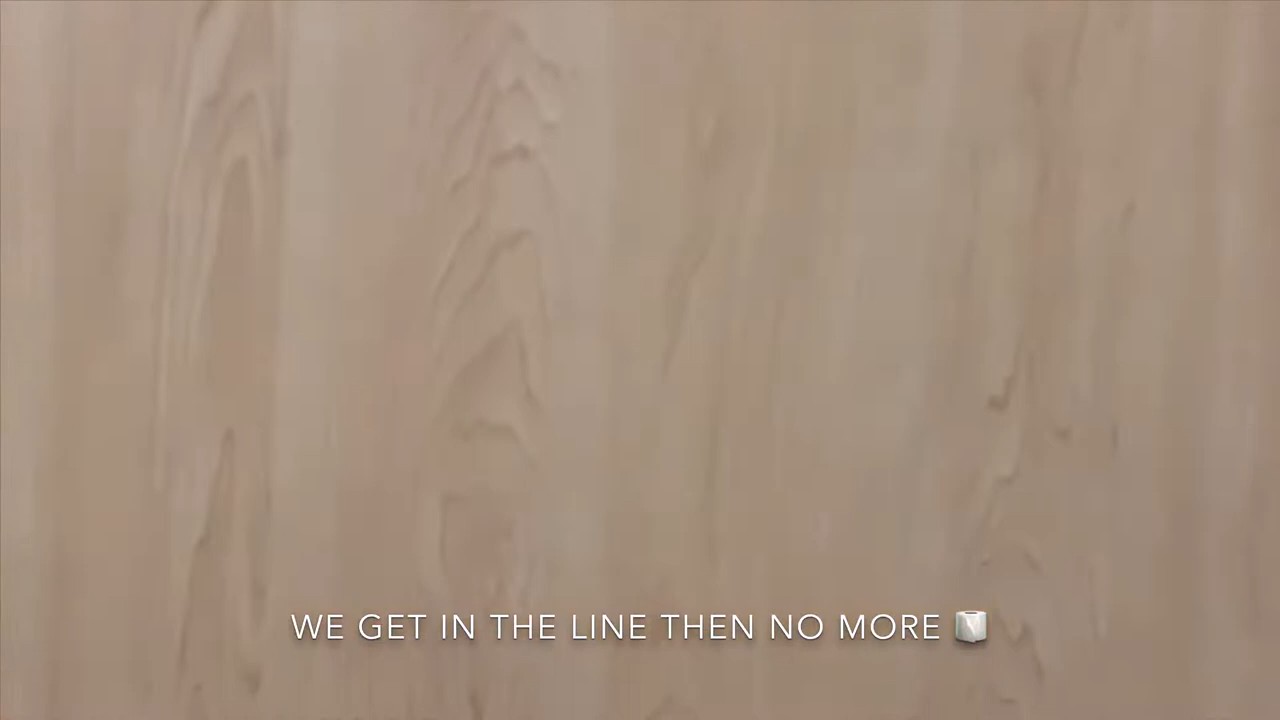 WE GET IN THE LINE THEN NO MORE 🧻